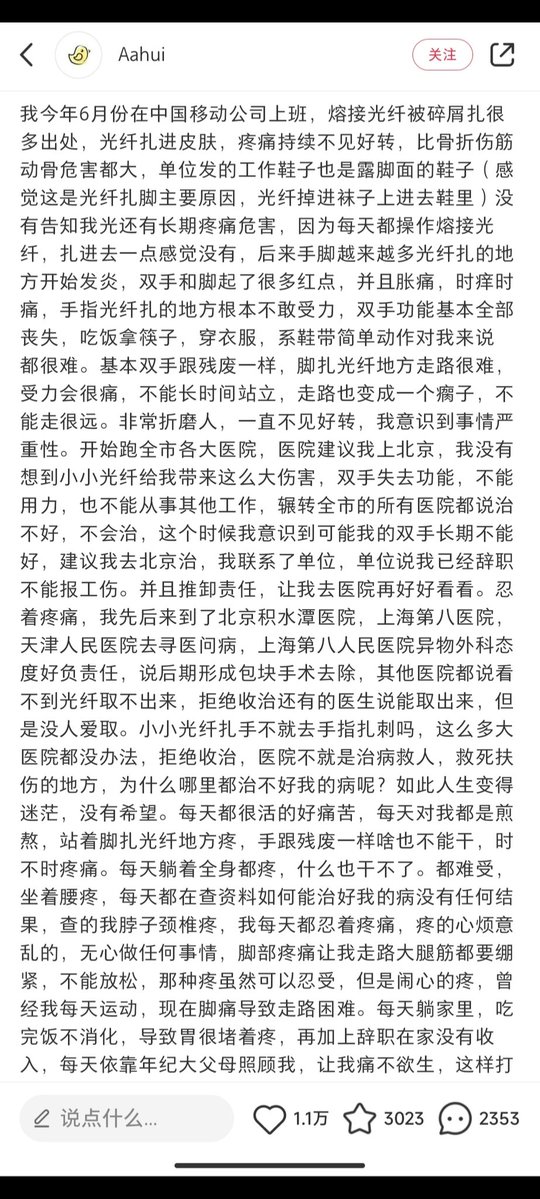 Aahui
关注
我今年6月份在中国移动公司上班，熔接光纤被碎屑扎很
多出处，光纤扎进皮肤，疼痛持续不见好转，比骨折伤筋
动骨危害都大，单位发的工作鞋子也是露脚面的鞋子（感
觉这是光纤扎脚主要原因，光纤掉进袜子上进去鞋里）没
有告知我光还有长期疼痛危害，因为每天都操作熔接光
纤，扎进去一点感觉没有，后来手脚越来越多光纤扎的地
方开始发炎，双手和脚起了很多红点，并且胀痛，时痒时
痛，手指光纤扎的地方根本不敢受力，双手功能基本全部
丧失，吃饭拿筷子，穿衣服，系鞋带简单动作对我来说
都很难。基本双手跟残废一样，脚扎光纤地方走路很难，
受力会很痛，不能长时间站立，走路也变成一个瘸子，不
能走很远。非常折磨人，一直不见好转，我意识到事情严
重性。开始跑全市各大医院，医院建议我上北京，我没有
想到小小光纤给我带来这么大伤害，双手失去功能，不能
用力，也不能从事其他工作，辗转全市的所有医院都说治
不好，不会治，这个时候我意识到可能我的双手长期不能
好，建议我去北京治，我联系了单位，单位说我已经辞职
不能报工伤。并且推卸责任，让我去医院再好好看看。忍
着疼痛，我先后来到了北京积水潭医院，上海第八医院，
天津人民医院去寻医问病，上海第八人民医院异物外科态
度好负责任，说后期形成包块手术去除，其他医院都说看
不到光纤取不出来，拒绝收治还有的医生说能取出来，但
是没人爱取。小小光纤扎手不就去手指扎刺吗，这么多大
医院都没办法，拒绝收治，医院不就是治病救人，救死扶
伤的地方，为什么哪里都治不好我的病呢？如此人生变得
迷茫，没有希望。每天都很活的好痛苦，每天对我都是煎
熬，站着脚扎光纤地方疼，手跟残废一样啥也不能干，时
不时疼痛。每天躺着全身都疼，什么也干不了。都难受，
坐着腰疼，每天都在查资料如何能治好我的病没有任何结
果，查的我脖子颈椎疼，我每天都忍着疼痛，疼的心烦意
乱的，无心做任何事情，脚部疼痛让我走路大腿筋都要绷
紧，不能放松，那种疼虽然可以忍受，但是闹心的疼，曾
经我每天运动，现在脚痛导致走路困难。每天躺家里，吃
完饭不消化，导致胃很堵着疼，再加上辞职在家没有收
入，每天依靠年纪大父母照顾我，让我痛不欲生，这样打
说点什么...
1.1万
3023
2353